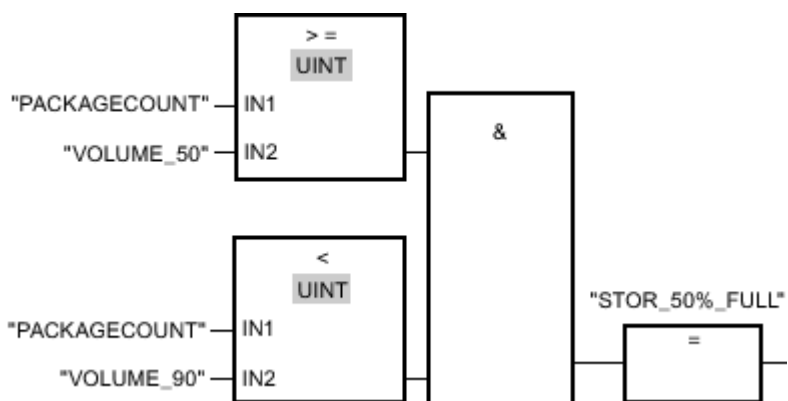 > =
UINT
"PACKAGECOUNT" IN1
"VOLUME_50" IN2
&
<
UINT
"PACKAGECOUNT" IN1
"VOLUME_90" IN2
"STOR_50%_FULL"
=